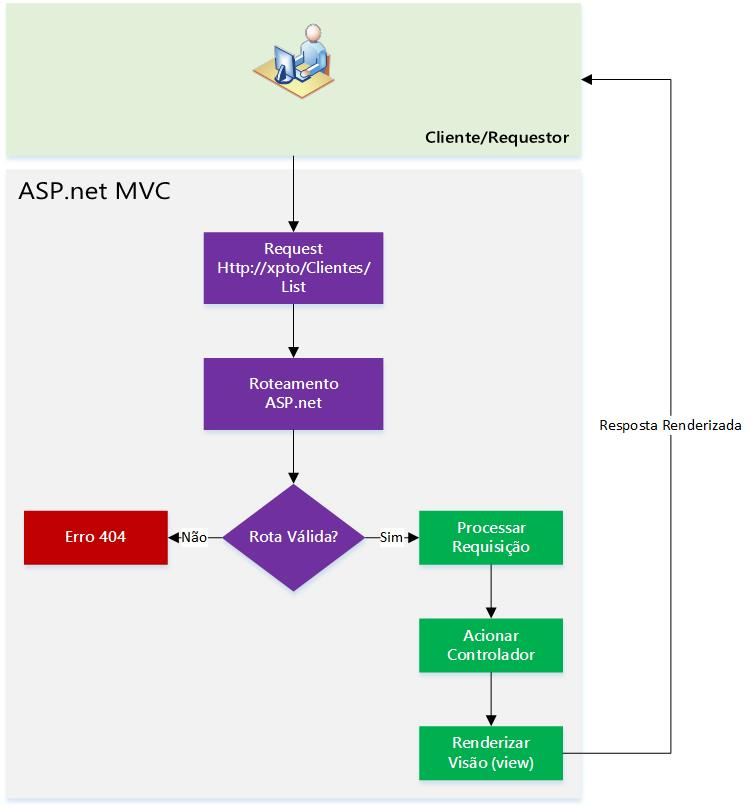 Cliente/Requestor
ASP.net MVC
Request
Http://xpto/Clientes/
List
Roteamento
ASP.net
Resposta Renderizada
Erro 404
Não
Rota Válida?
Sim
Processar
Requisição
Acionar
Controlador
Renderizar
Visão (view)